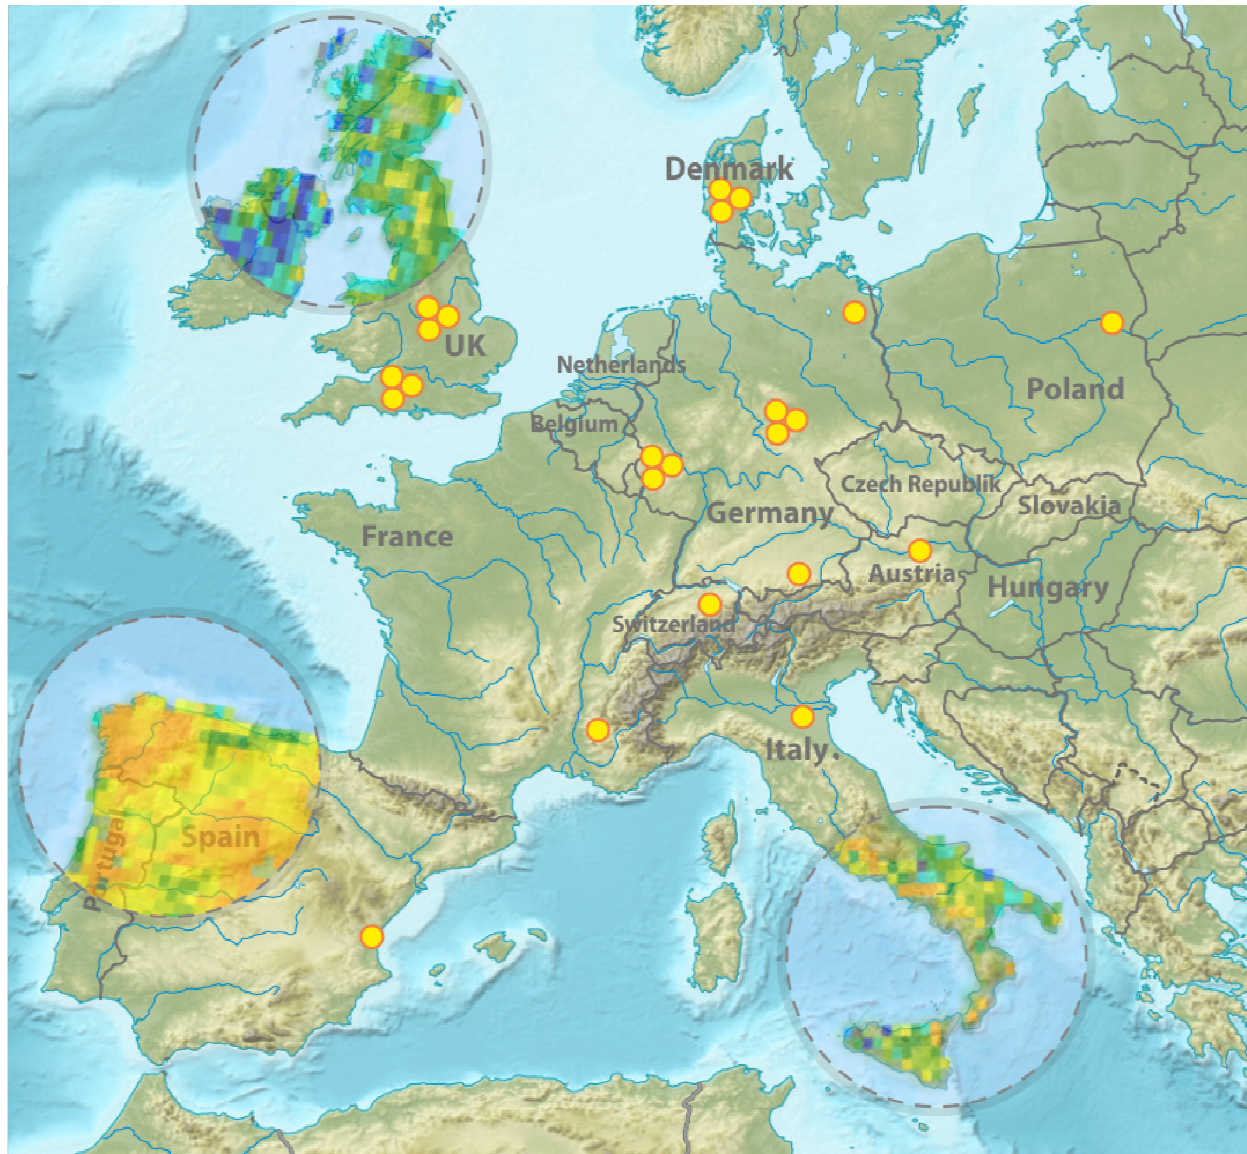 Denmark
UK
Netherlands
Belgium
Poland
Czech Republik
Slovakia
Germany
France
Austria
Hungary
Switzerland
Italy.
Spain
Portugal